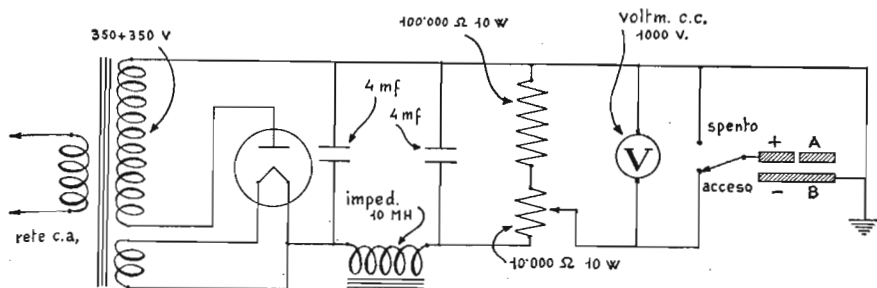 350+350 V
rete c.a,
4 mf
4 mf
imped.
10 MH
100.000 Ω 10 W
10.000 Ω 10 W
voltm. c.c.
1000 V.
V
spento
acceso
+ A
- B